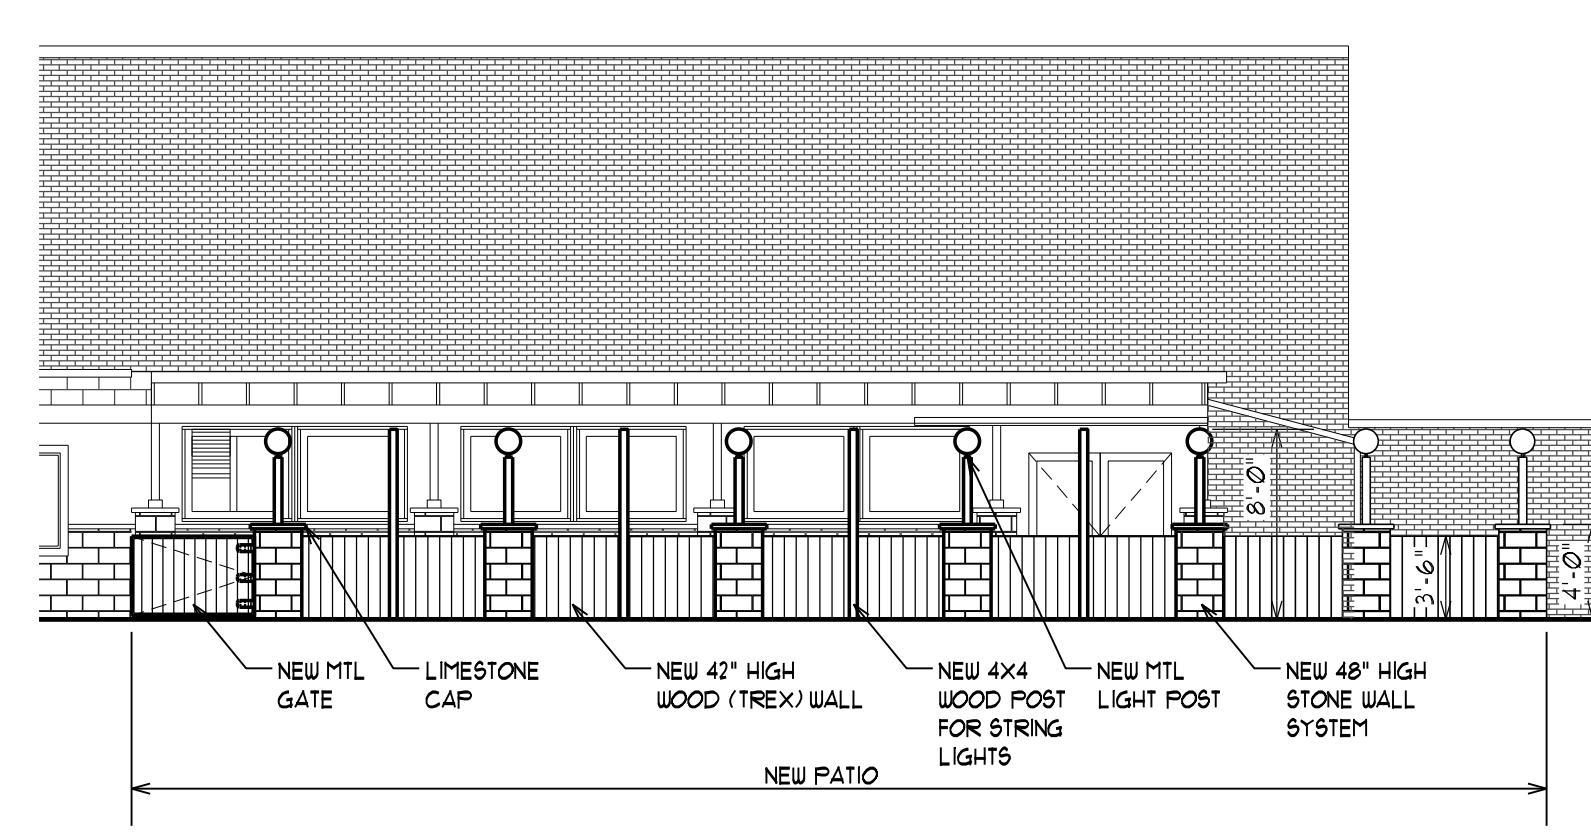 8'-0"
3'-6"
4'-0"
NEW MTL
GATE
LIMESTONE
CAP
NEW 42" HIGH
WOOD (TREX) WALL
NEW 4X4
WOOD POST
FOR STRING
LIGHTS
NEW MTL
LIGHT POST
NEW 48" HIGH
STONE WALL
SYSTEM
NEW PATIO